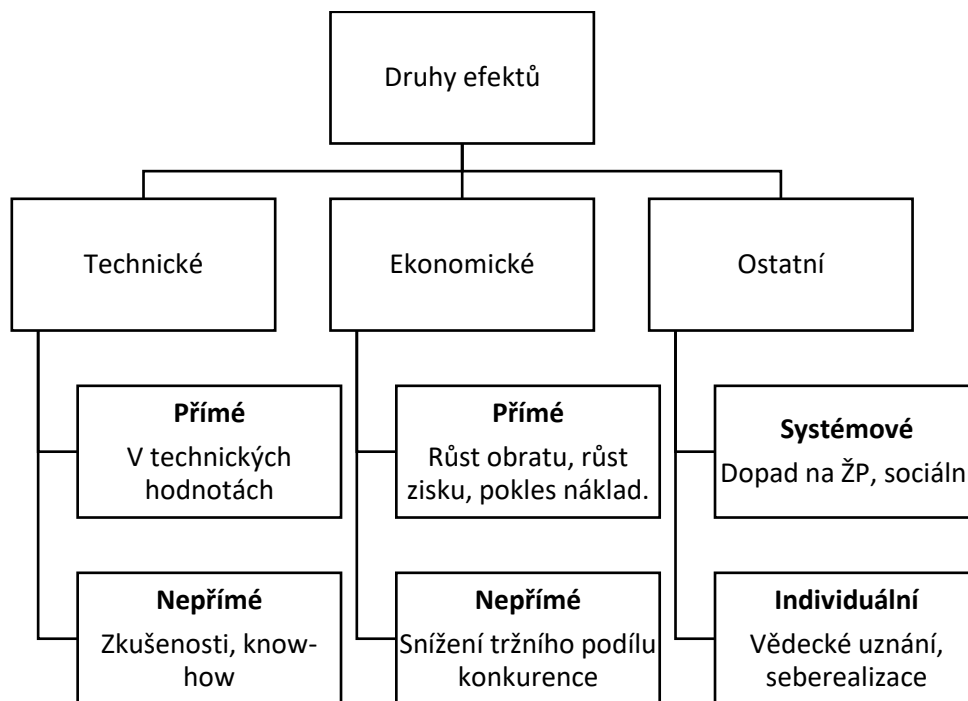 Druhy efektů
Technické
Ekonomické
Ostatní
Přímé
V technických
hodnotách
Přímé
Růst obratu, růst
zisku, pokles náklad.
Systémové
Dopad na ŽP, sociáln
Nepřímé
Zkušenosti, know-
how
Nepřímé
Snížení tržního podílu
konkurence
Individuální
Vědecké uznání,
seberealizace